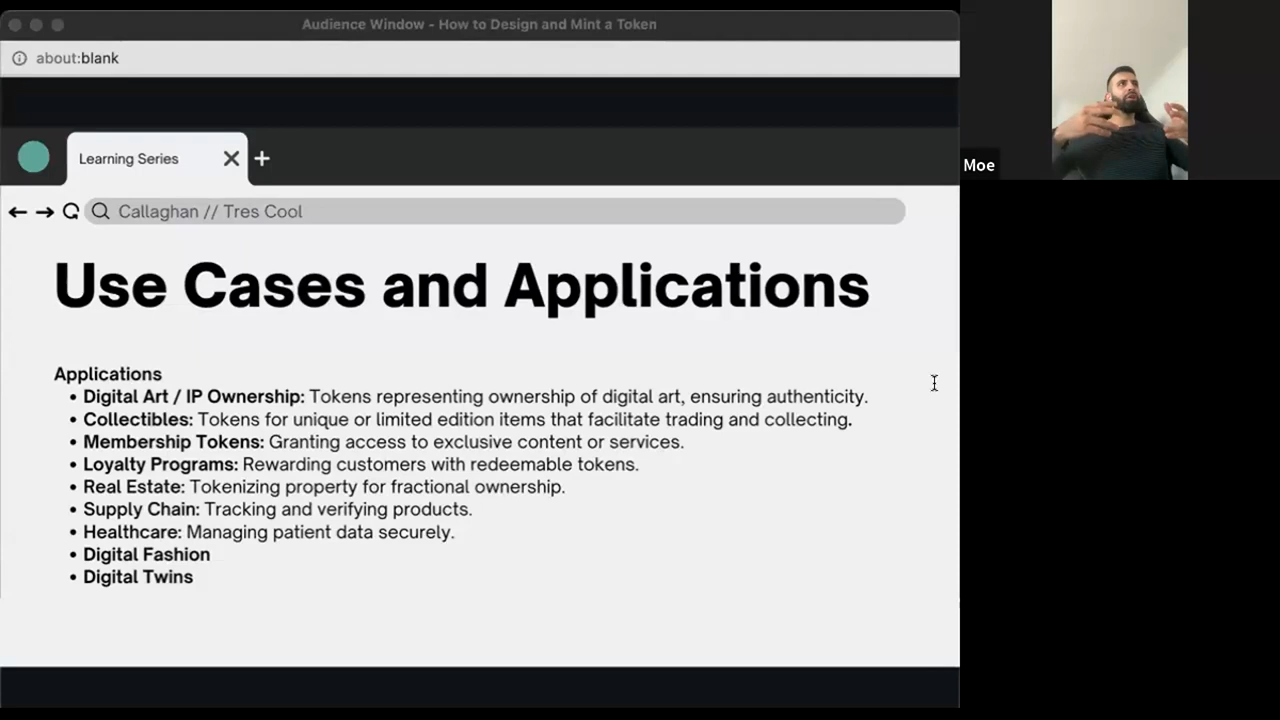 Audience Window - How to Design and Mint a Token
about:blank
Learning Series
Callaghan // Tres Cool
Use Cases and Applications
Applications
• Digital Art / IP Ownership: Tokens representing ownership of digital art, ensuring authenticity.
• Collectibles: Tokens for unique or limited edition items that facilitate trading and collecting.
• Membership Tokens: Granting access to exclusive content or services.
• Loyalty Programs: Rewarding customers with redeemable tokens.
• Real Estate: Tokenizing property for fractional ownership.
• Supply Chain: Tracking and verifying products.
• Healthcare: Managing patient data securely.
• Digital Fashion
• Digital Twins
Moe